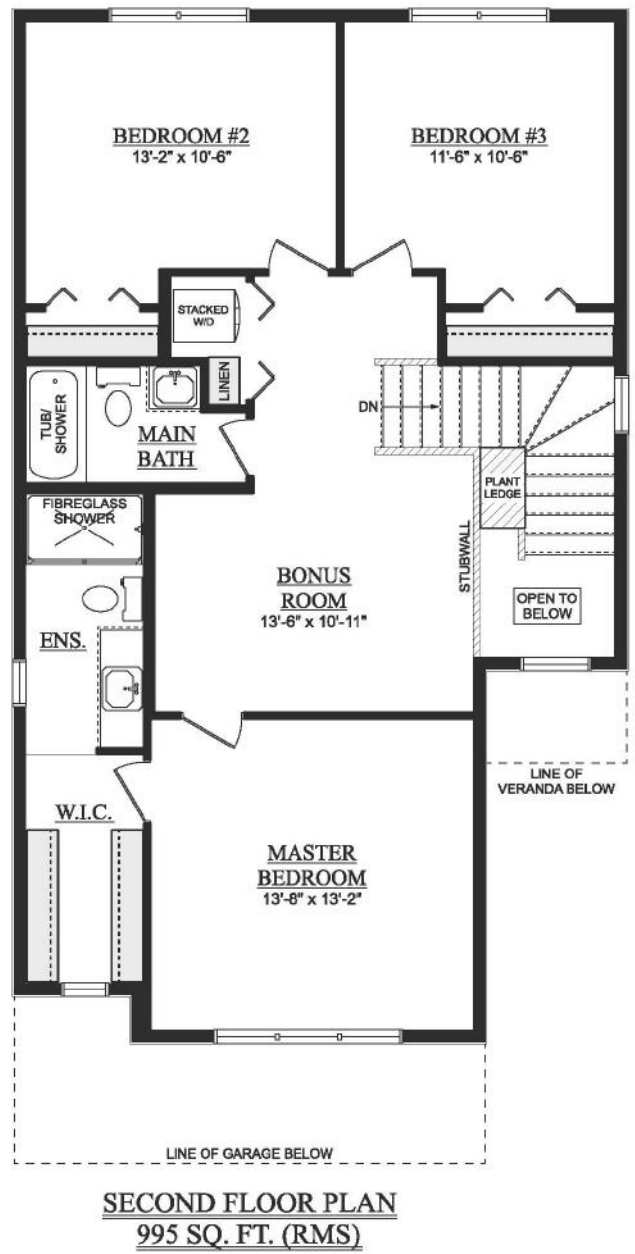 BEDROOM #2
13'-2" x 10'-6"
BEDROOM #3
11'-6" x 10'-6"
STACKED
W/D
LINEN
TUB/
SHOWER
MAIN
BATH
DN
PLANT
LEDGE
FIBREGLASS
SHOWER
ENS.
BONUS
ROOM
13'-6" x 10'-11"
STUBWALL
OPEN TO
BELOW
LINE OF
VERANDA BELOW
W.I.C.
MASTER
BEDROOM
13'-8" x 13'-2"
LINE OF GARAGE BELOW
SECOND FLOOR PLAN
995 SQ. FT. (RMS)